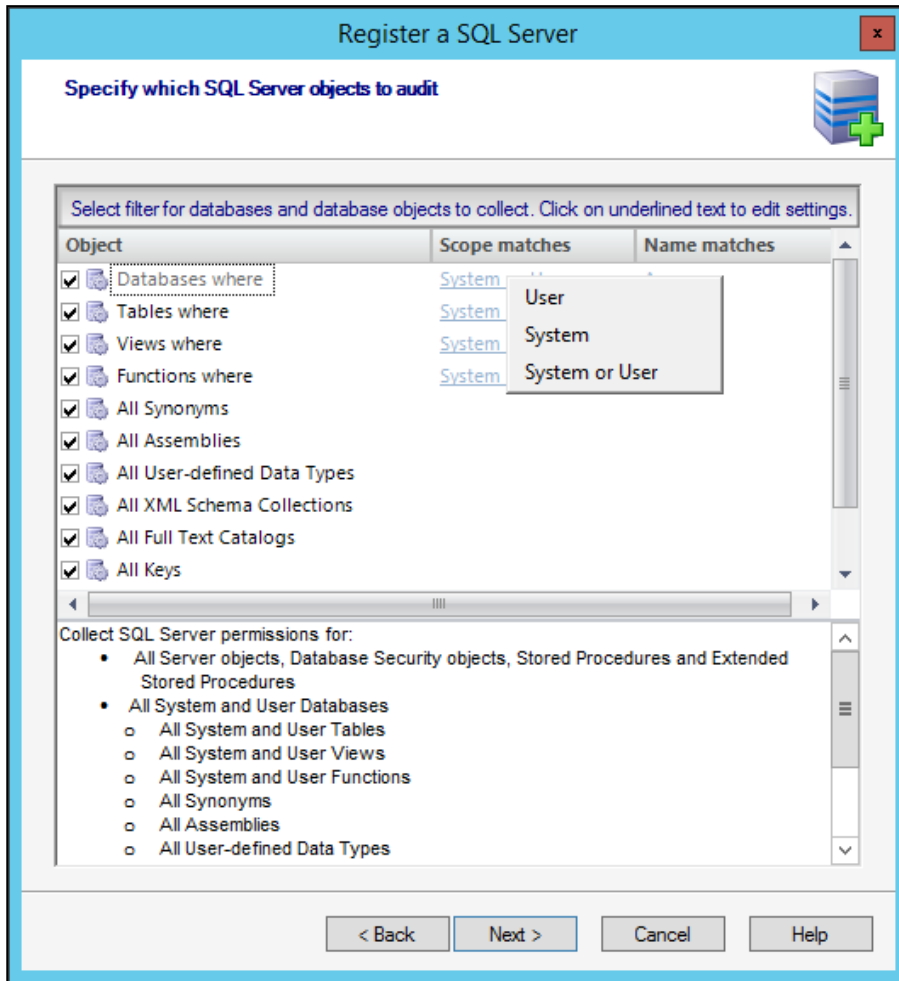 Register a SQL Server
x
Specify which SQL Server objects to audit
Select filter for databases and database objects to collect. Click on underlined text to edit settings.
Object Scope matches Name matches
Databases where System
Tables where System
Views where System
Functions where System
User
System
System or User
All Synonyms
All Assemblies
All User-defined Data Types
All XML Schema Collections
All Full Text Catalogs
All Keys
Collect SQL Server permissions for:
• All Server objects, Database Security objects, Stored Procedures and Extended
Stored Procedures
• All System and User Databases
o All System and User Tables
o All System and User Views
o All System and User Functions
o All Synonyms
o All Assemblies
o All User-defined Data Types
< Back Next > Cancel Help